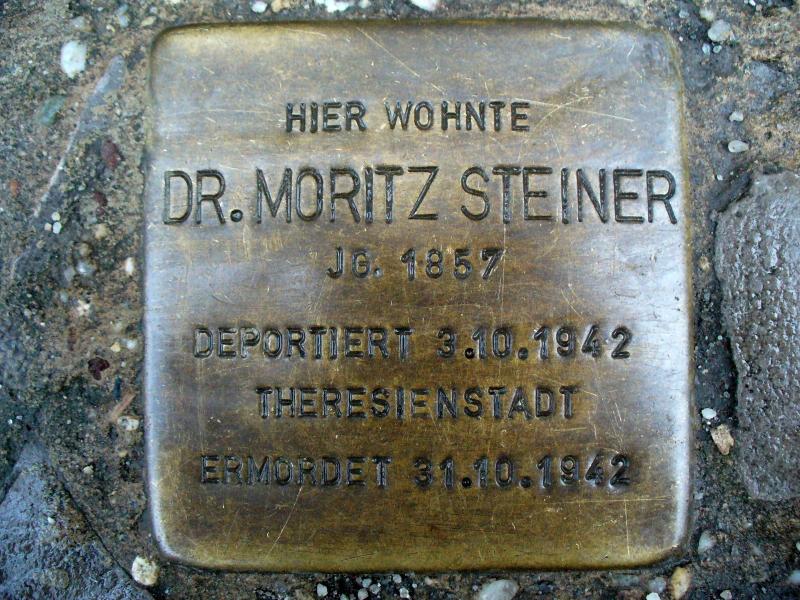 HIER WOHNTE
DR. MORITZ STEINER
JG. 1857
DEPORTIERT 3.10.1942
THERESIENSTADT
ERMORDET 31.10.1942